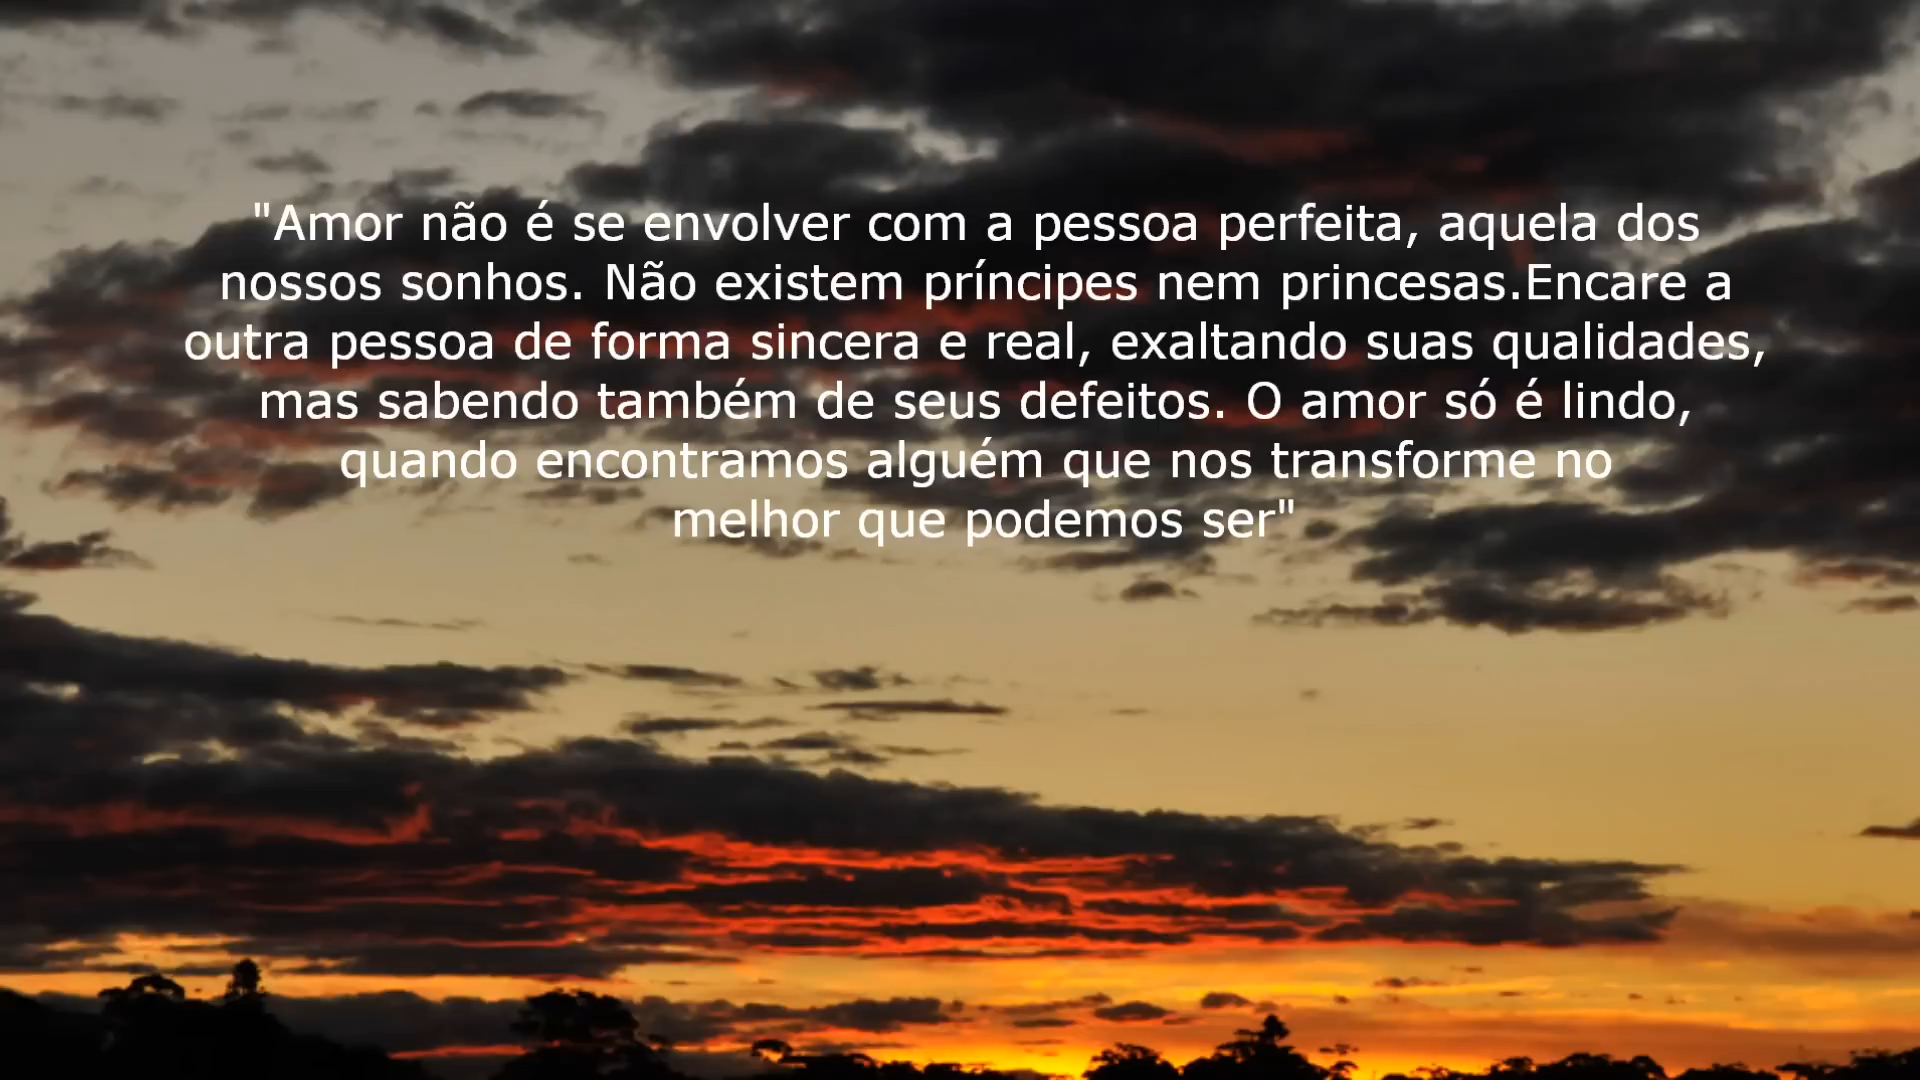 "Amor não é se envolver com a pessoa perfeita, aquela dos
nossos sonhos. Não existem príncipes nem princesas.Encare a
outra pessoa de forma sincera e real, exaltando suas qualidades,
mas sabendo também de seus defeitos. O amor só é lindo,
quando encontramos alguém que nos transforme no
melhor que podemos ser"